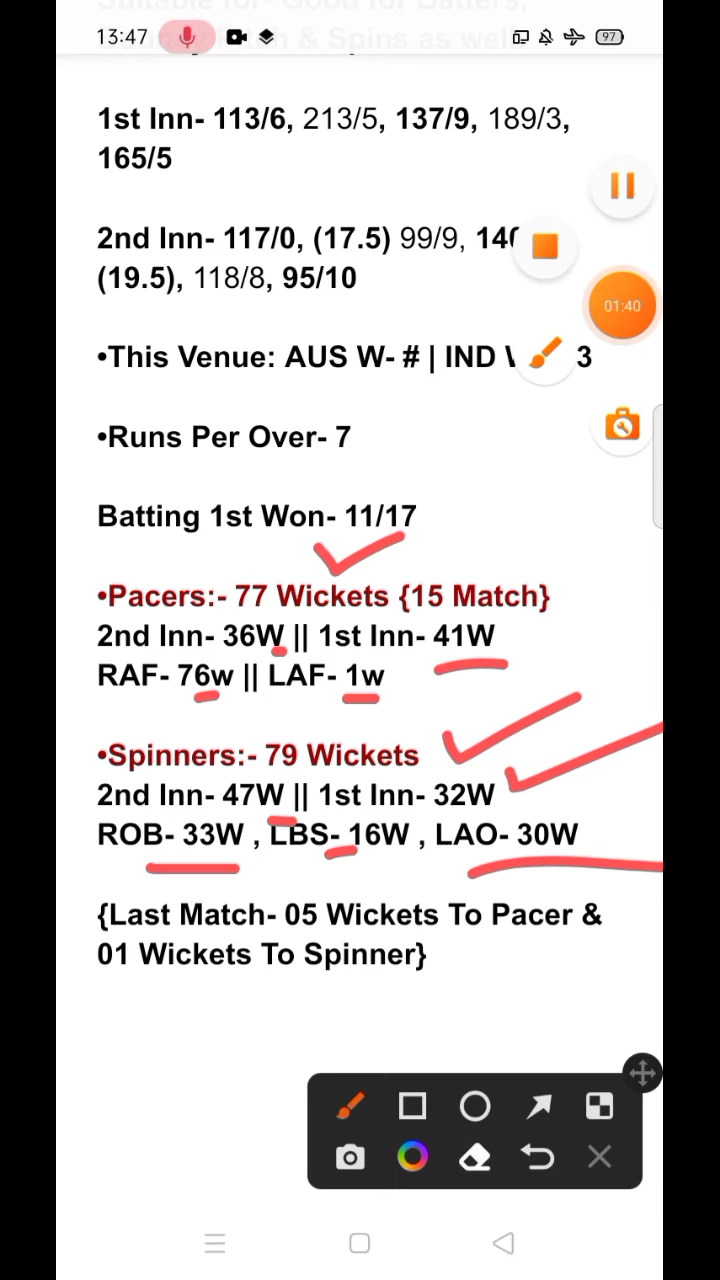 13:47
97
1st Inn- 113/6, 213/5, 137/9, 189/3,
165/5
2nd Inn- 117/0, (17.5) 99/9,
(19.5), 118/8, 95/10
•This Venue: AUS W- # | IND 3
•Runs Per Over- 7
01:40
Batting 1st Won- 11/17
•Pacers:- 77 Wickets {15 Match}
2nd Inn- 36W || 1st Inn- 41W
RAF- 76w || LAF- 1w
•Spinners:- 79 Wickets
2nd Inn- 47W || 1st Inn- 32W
ROB- 33W , LBS- 16W , LAO- 30W
{Last Match- 05 Wickets To Pacer &
01 Wickets To Spinner}